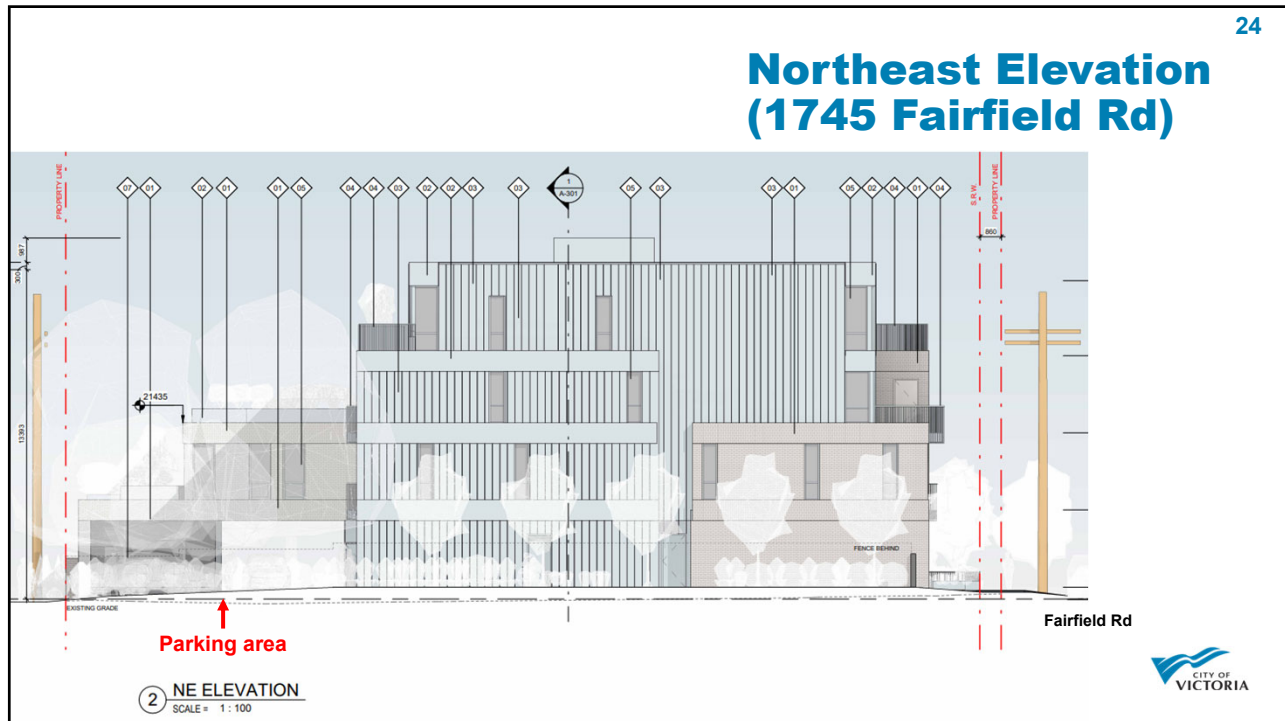 24
Northeast Elevation
(1745 Fairfield Rd)
PROPERTY LINE
07 01 02 01 01 05 04 04 03 02 02 03 03 1 05 03 03 01 05 02 04 01 04
A-301
S.R.W.
PROPERTY LINE
860
987
300
13393
21435
FENCE BEHIND
EXISTING GRADE
Parking area
Fairfield Rd
2 NE ELEVATION
SCALE = 1 : 100
CITY OF
VICTORIA